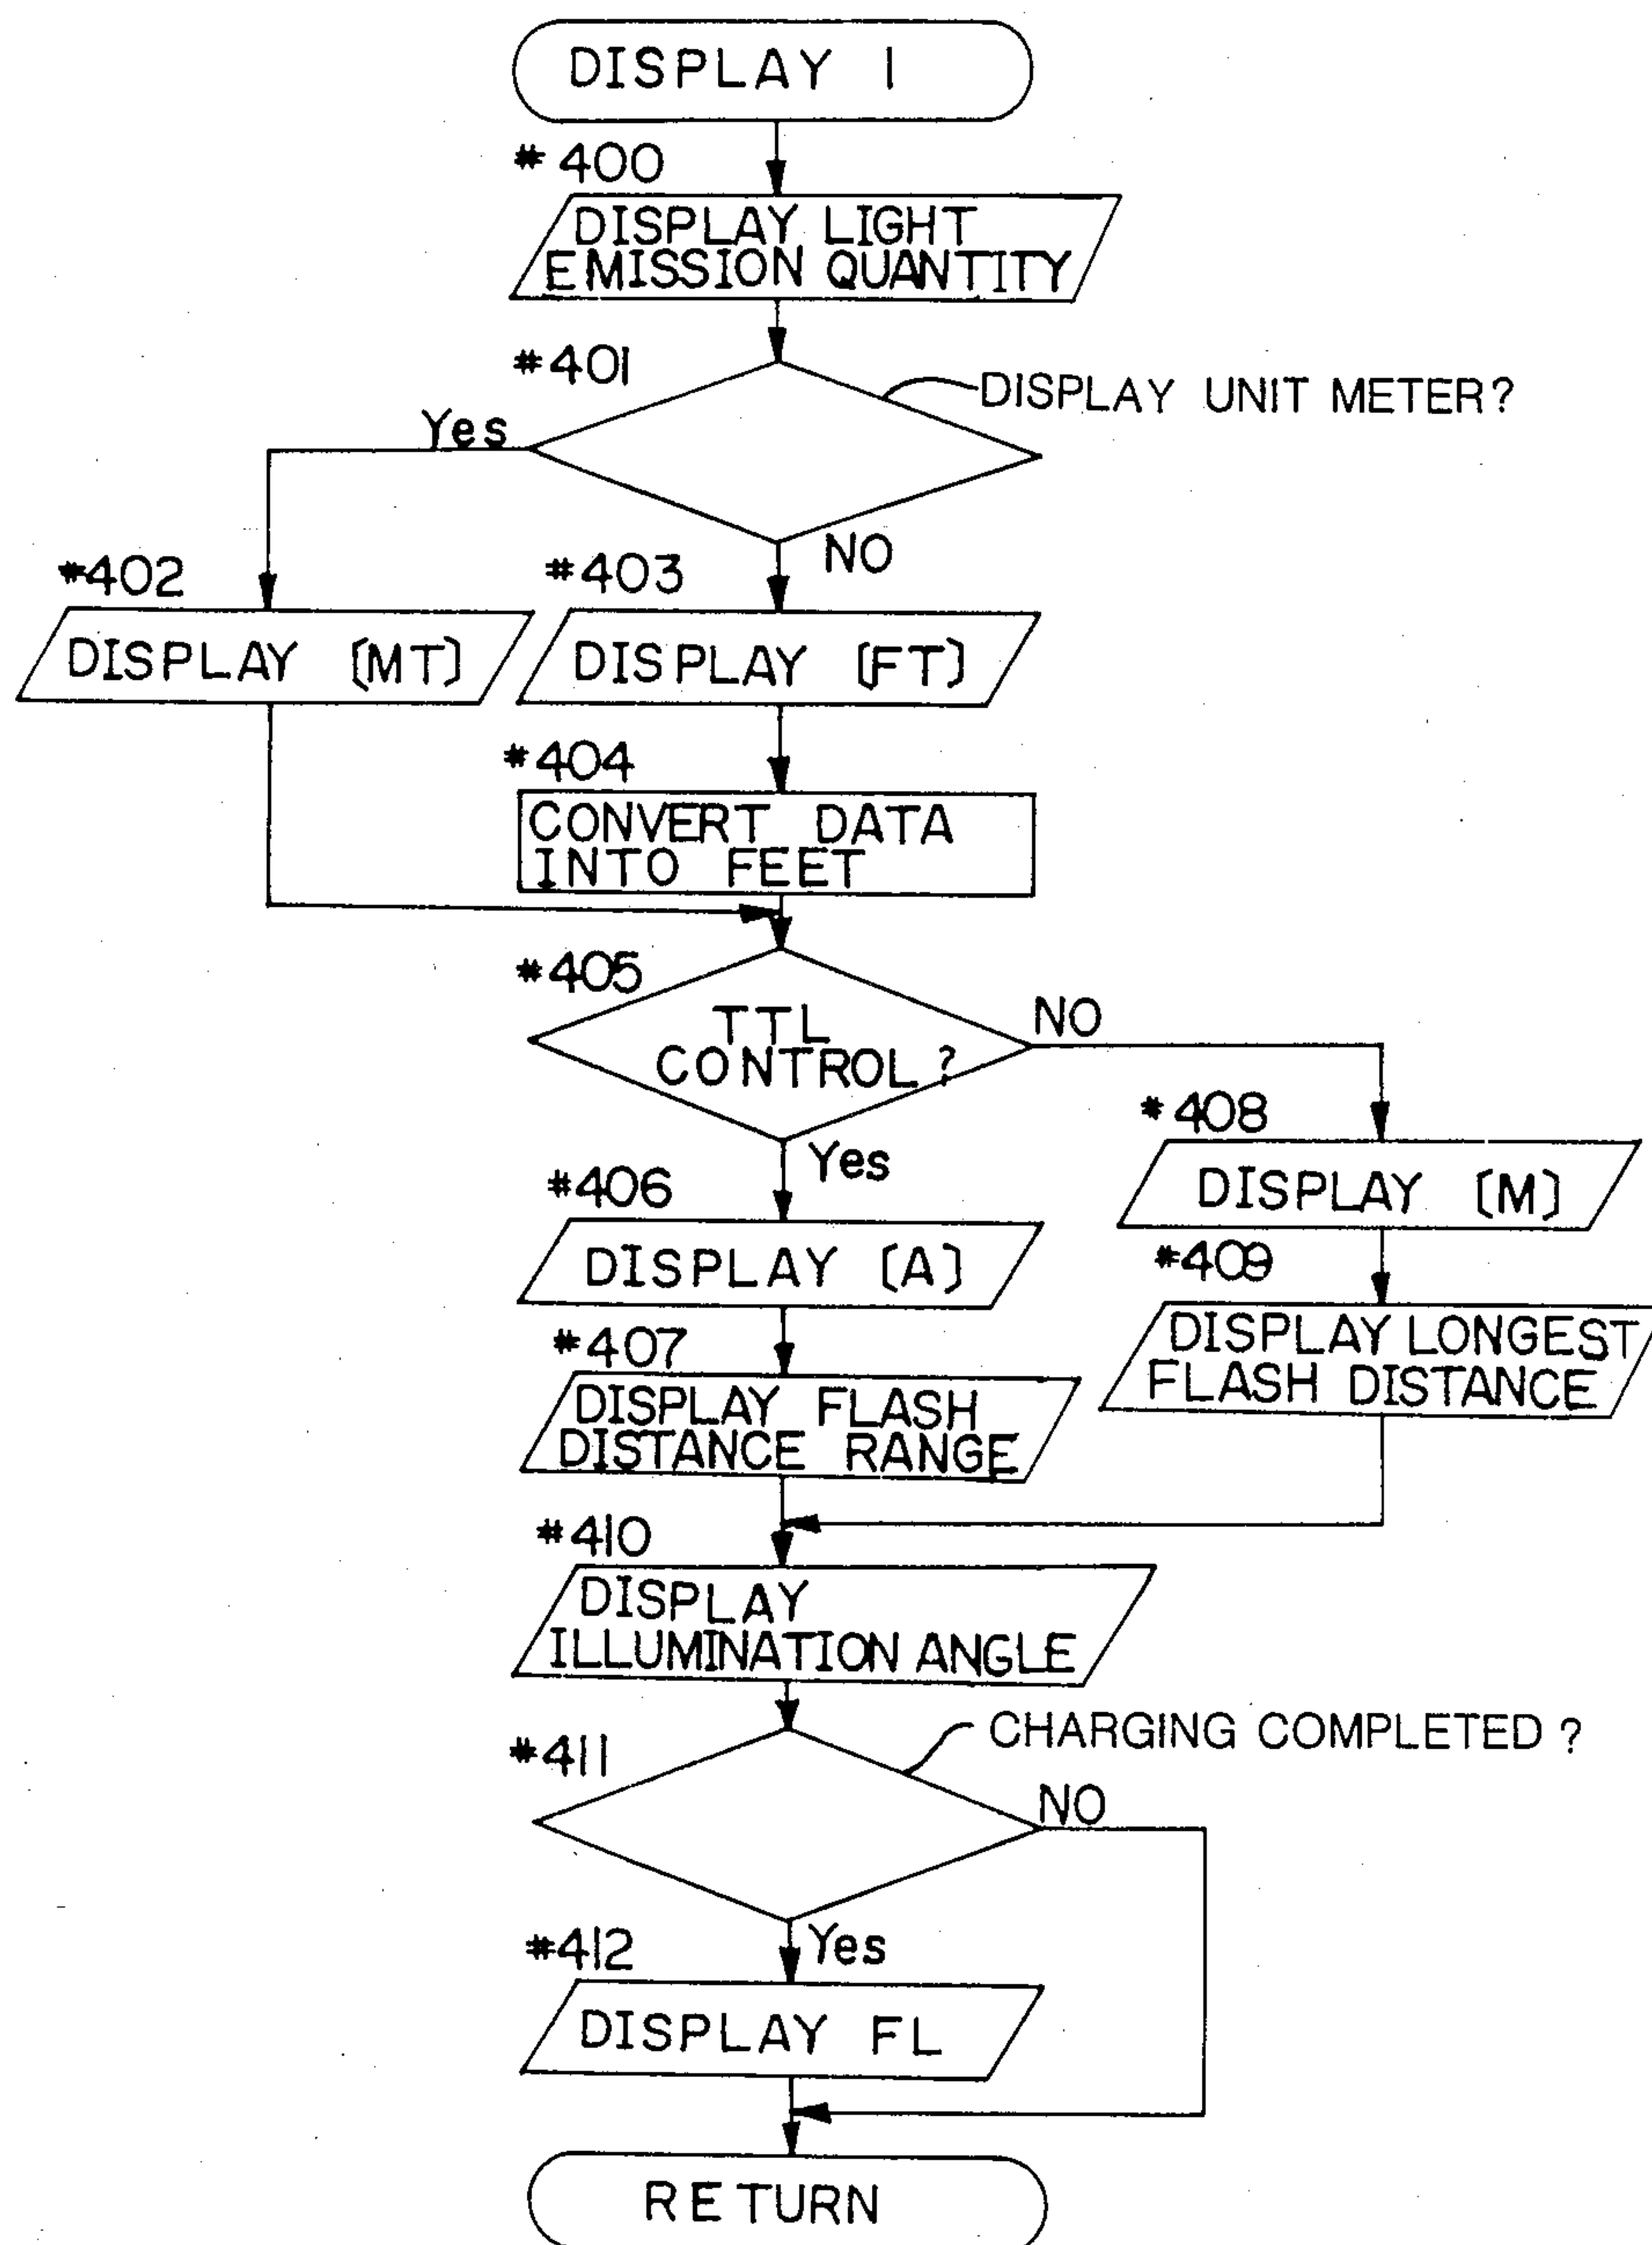 DISPLAY 1
#400
DISPLAY LIGHT
EMISSION QUANTITY
#401
DISPLAY UNIT METER?
Yes
NO
#402
DISPLAY [MT]
#403
DISPLAY [FT]
#404
CONVERT DATA
INTO FEET
#405
TTL
CONTROL?
NO
Yes
#408
DISPLAY [M]
#406
DISPLAY [A]
#409
DISPLAY LONGEST
FLASH DISTANCE
#407
DISPLAY FLASH
DISTANCE RANGE
#410
DISPLAY
ILLUMINATION ANGLE
#411
CHARGING COMPLETED?
NO
Yes
#412
DISPLAY FL
RETURN